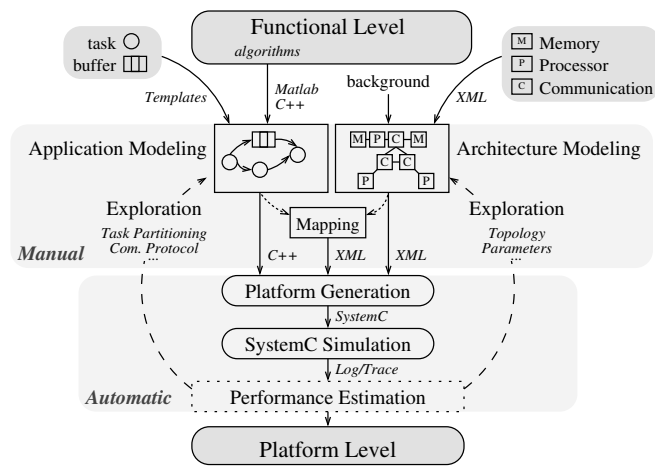 Functional Level
algorithms
task
buffer
M Memory
P Processor
C Communication
Templates
Matlab
C++
background
XML
Application Modeling
Architecture Modeling
M P C M
C C
P P
Exploration
Task Partitioning
Com. Protocol
...
Mapping
Exploration
Topology
Parameters
...
Manual
C++
XML
XML
Platform Generation
SystemC
SystemC Simulation
Log/Trace
Automatic
Performance Estimation
Platform Level